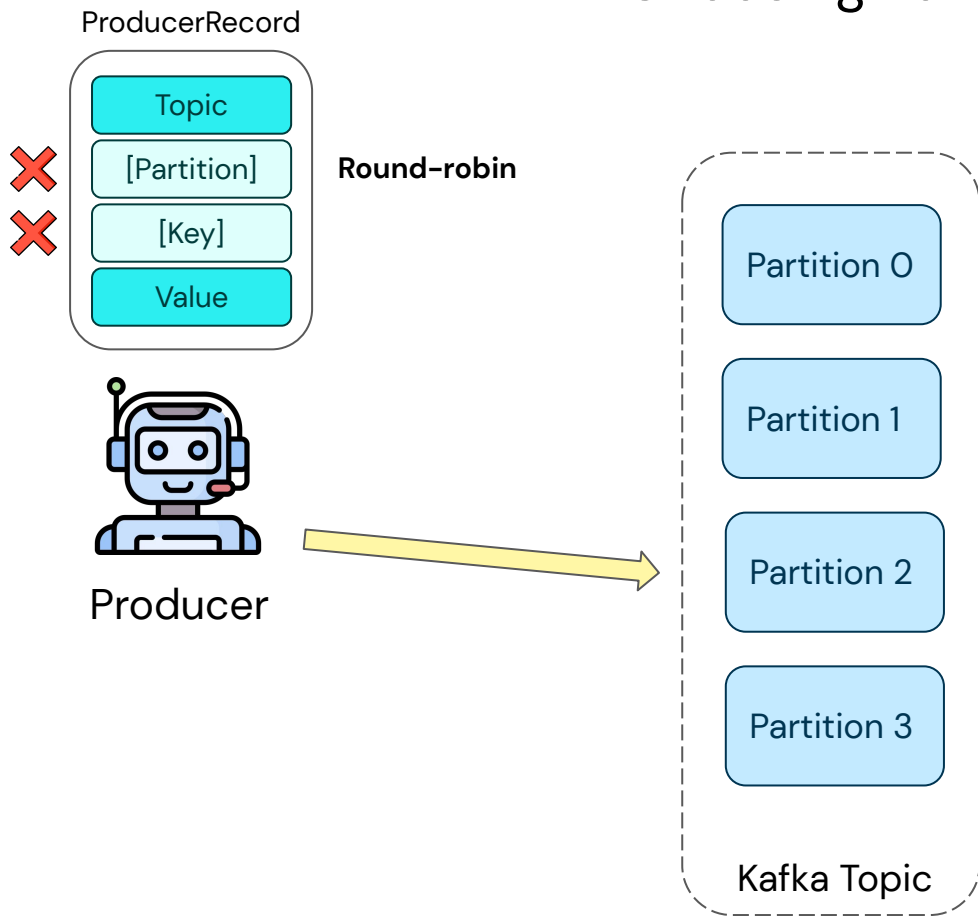 ProducerRecord
Topic
[Partition]
Round-robin
[Key]
Value
Producer
Partition 0
Partition 1
Partition 2
Partition 3
Kafka Topic